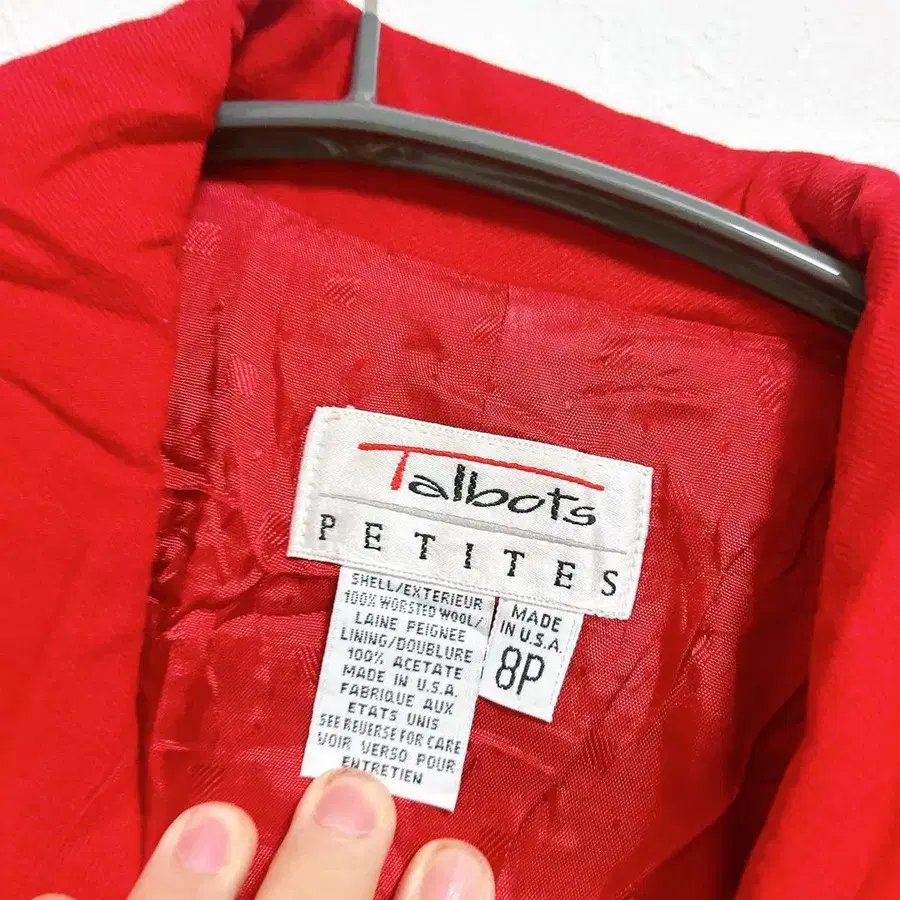 Talbots
PETITES
SHELL/EXTERIEUR
100% WORSTED WOOL/
LAINE PEIGNEE
LINING/DOUBLURE
100% ACETATE
MADE IN U.S.A.
FABRIQUE AUX
ETATS UNIS
SEE REVERSE FOR CARE
VOIR VERSO POUR
ENTRETIEN
MADE
IN U.S.A.
8P